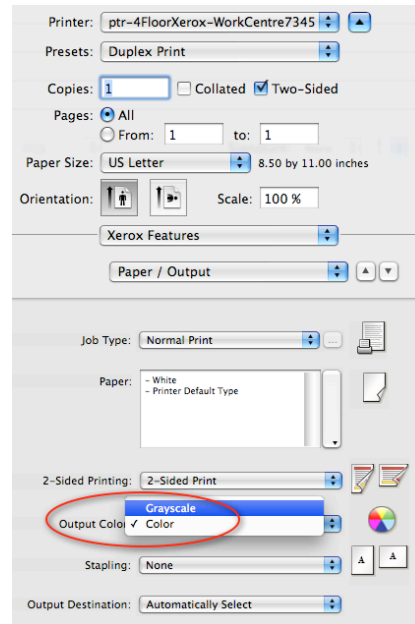 Printer: ptr-4FloorXerox-WorkCentre7345
Presets: Duplex Print
Copies: 1 Collated Two-Sided
Pages: All
From: 1 to: 1
Paper Size: US Letter 8.50 by 11.00 inches
Orientation: Scale: 100 %
Xerox Features
Paper / Output
Job Type: Normal Print ...
Paper: - White
- Printer Default Type
2-Sided Printing: 2-Sided Print
Grayscale
Output Color ✓ Color
Stapling: None A A
Output Destination: Automatically Select